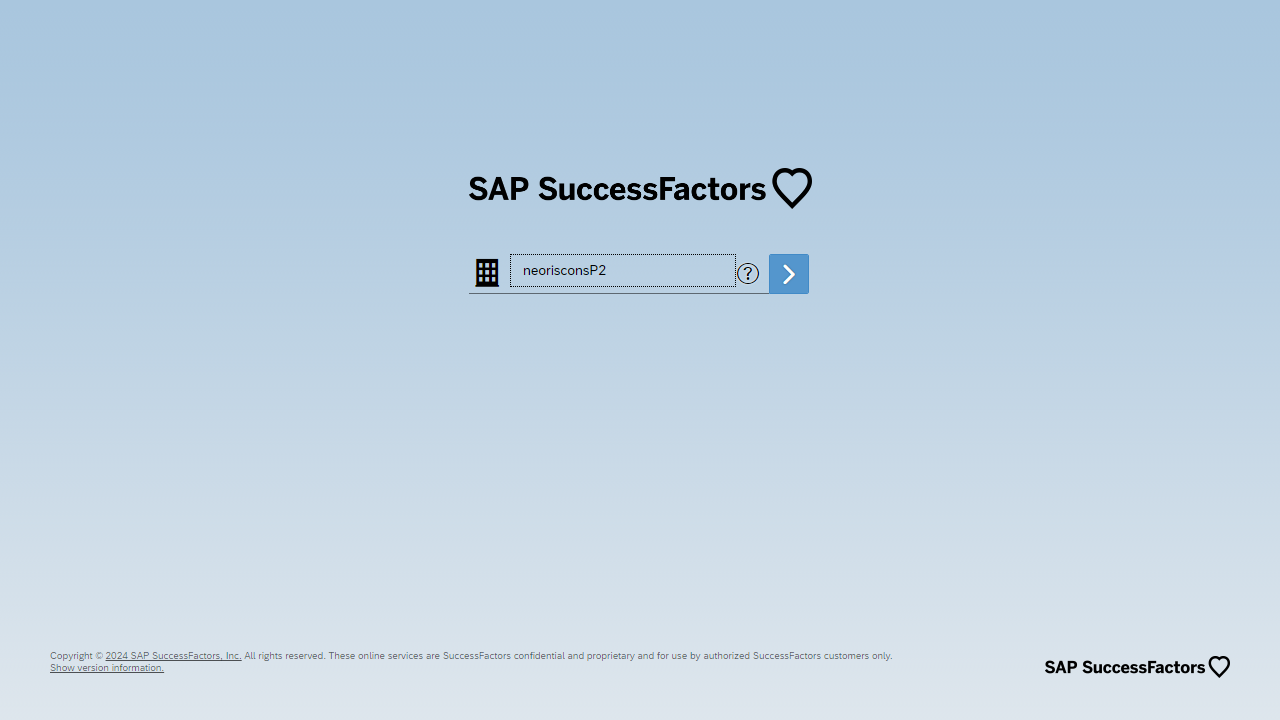 SAP SuccessFactors
neorisconsP2
?
Copyright © 2024 SAP SuccessFactors, Inc. All rights reserved. These online services are SuccessFactors confidential and proprietary and for use by authorized SuccessFactors customers only.
Show version information.
SAP SuccessFactors